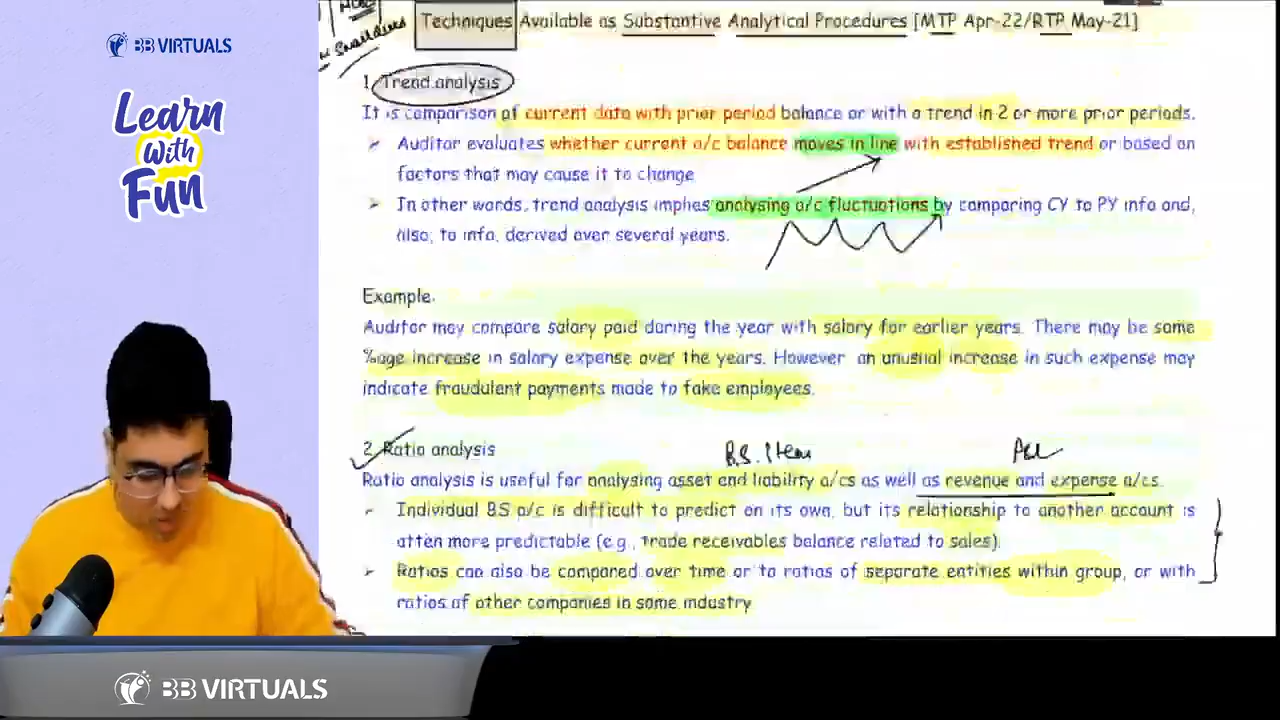 BB VIRTUALS
Learn
With
Fun
Techniques Available as Substantive Analytical Procedures [MTP Apr-22/RTP May-21]
1. Trend analysis
It is comparison of current data with prior period balance or with a trend in 2 or more prior periods.
➤ Auditor evaluates whether current a/c balance moves in line with established trend or based on
factors that may cause it to change
➤ In other words, trend analysis implies analysing a/c fluctuations by comparing CY to PY info and,
also, to info. derived over several years.
Example.
Auditor may compare salary paid during the year with salary for earlier years. There may be some
%age increase in salary expense over the years. However an unusual increase in such expense may
indicate fraudulent payments made to fake employees.
2. Ratio analysis
B.S. Item P&L
Ratio analysis is useful for analysing asset and liability a/cs as well as revenue and expense a/cs.
➤ Individual BS a/c is difficult to predict on its own, but its relationship to another account is
often more predictable (e.g., trade receivables balance related to sales).
➤ Ratios can also be compared over time or to ratios of separate entities within group, or with
ratios of other companies in same industry
BB VIRTUALS